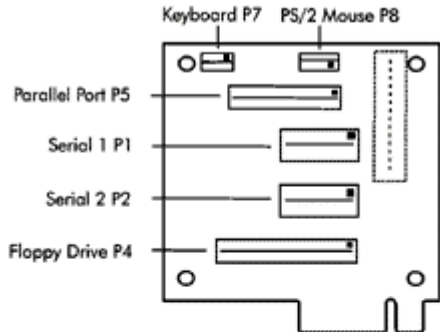 Keyboard P7 PS/2 Mouse P8
Parallel Port P5
Serial 1 P1
Serial 2 P2
Floppy Drive P4